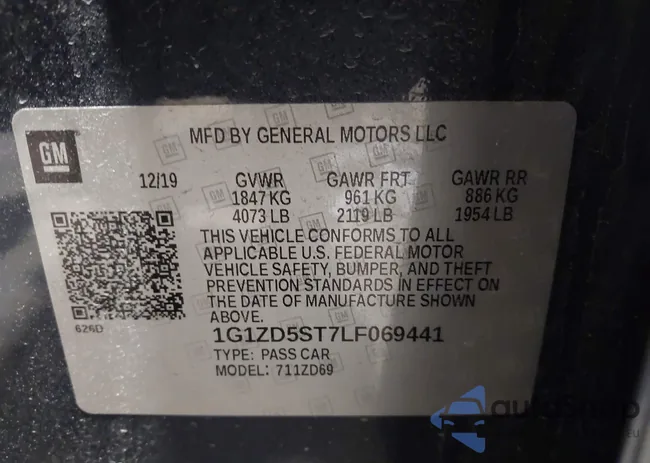 GM
MFD BY GENERAL MOTORS LLC
12/19 GVWR GAWR FRT GAWR RR
1847 KG 961 KG 886 KG
4073 LB 2119 LB 1954 LB
THIS VEHICLE CONFORMS TO ALL
APPLICABLE U.S. FEDERAL MOTOR
VEHICLE SAFETY, BUMPER, AND THEFT
PREVENTION STANDARDS IN EFFECT ON
THE DATE OF MANUFACTURE SHOWN
ABOVE.
626D
1G1ZD5ST7LF069441
TYPE: PASS CAR
MODEL: 711ZD69